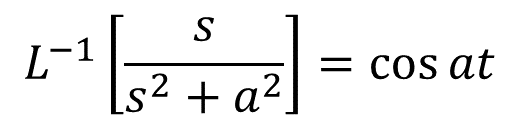 L⁻¹ [s / (s² + a²)] = cos at